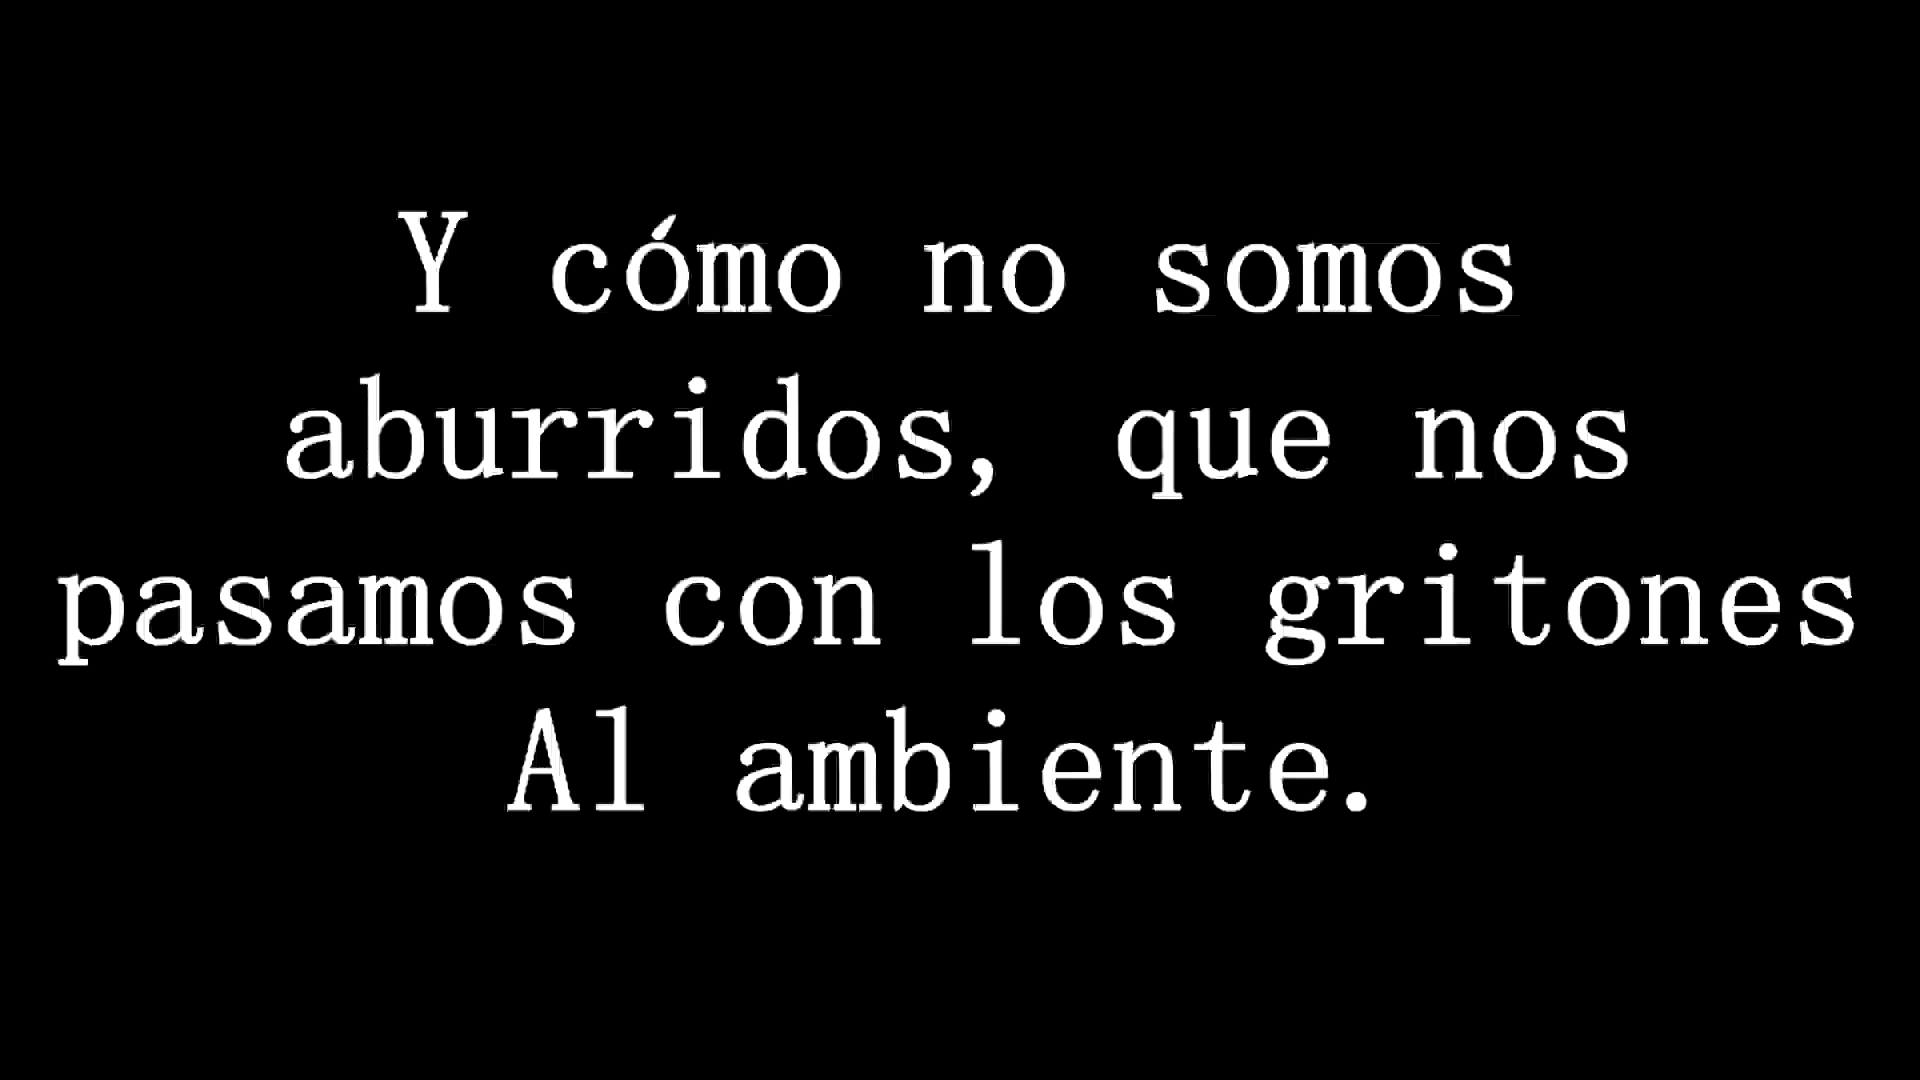 Y cómo no somos
aburridos, que nos
pasamos con los gritones
Al ambiente.